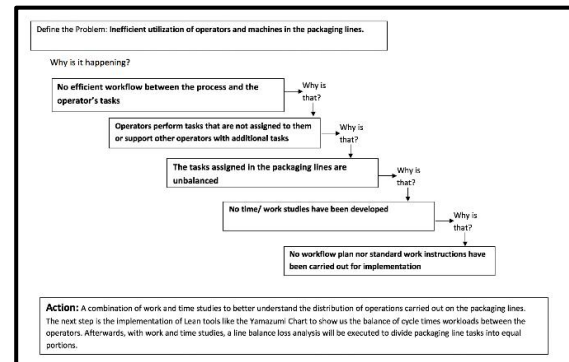 Define the Problem: Inefficient utilization of operators and machines in the packaging lines.
Why is it happening?
No efficient workflow between the process and the
operator's tasks
Why is
that?
Operators perform tasks that are not assigned to them
or support other operators with additional tasks
Why is
that?
The tasks assigned in the packaging lines are
unbalanced
Why is
that?
No time/ work studies have been developed
Why is
that?
No workflow plan nor standard work instructions have
been carried out for implementation
Action: A combination of work and time studies to better understand the distribution of operations carried out on the packaging lines.
The next step is the implementation of Lean tools like the Yamazumi Chart to show us the balance of cycle times workloads between the
operators. Afterwards, with work and time studies, a line balance loss analysis will be executed to divide packaging line tasks into equal
portions.